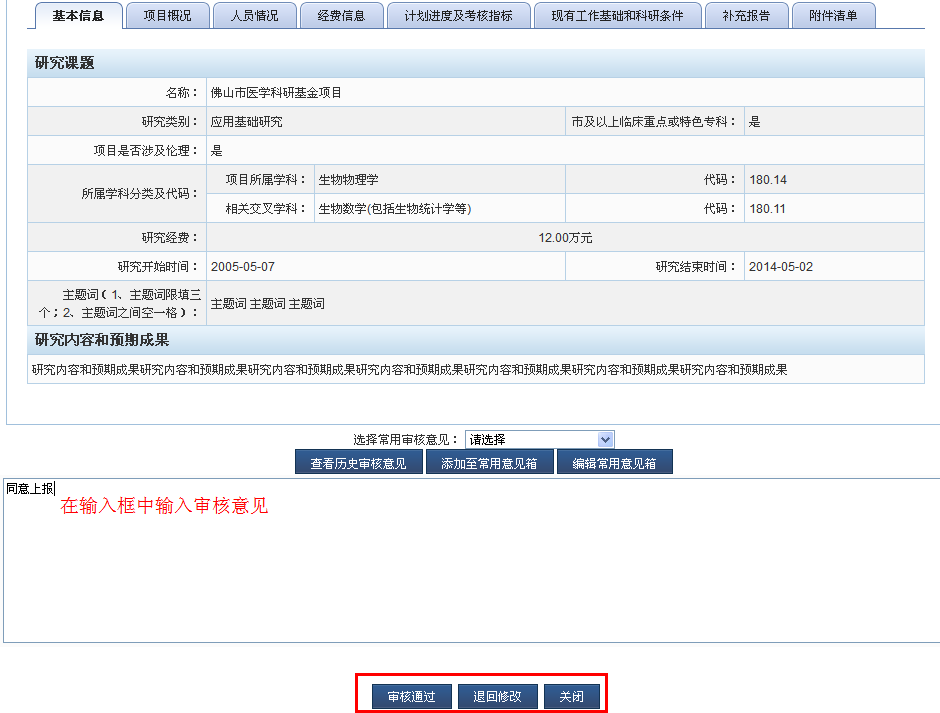 基本信息 项目概况 人员情况 经费信息 计划进度及考核指标 现有工作基础和科研条件 补充报告 附件清单
研究课题
名称： 佛山市医学科研基金项目
研究类别： 应用基础研究 市及以上临床重点或特色专科： 是
项目是否涉及伦理： 是
所属学科分类及代码：
项目所属学科： 生物物理学 代码： 180.14
相关交叉学科： 生物数学(包括生物统计学等) 代码： 180.11
研究经费： 12.00万元
研究开始时间： 2005-05-07 研究结束时间： 2014-05-02
主题词（1、主题词限填三
个；2、主题词之间空一格）： 主题词 主题词 主题词
研究内容和预期成果
研究内容和预期成果研究内容和预期成果研究内容和预期成果研究内容和预期成果研究内容和预期成果研究内容和预期成果研究内容和预期成果
选择常用审核意见： 请选择
查看历史审核意见 添加至常用意见箱 编辑常用意见箱
同意上报
在输入框中输入审核意见
审核通过 退回修改 关闭